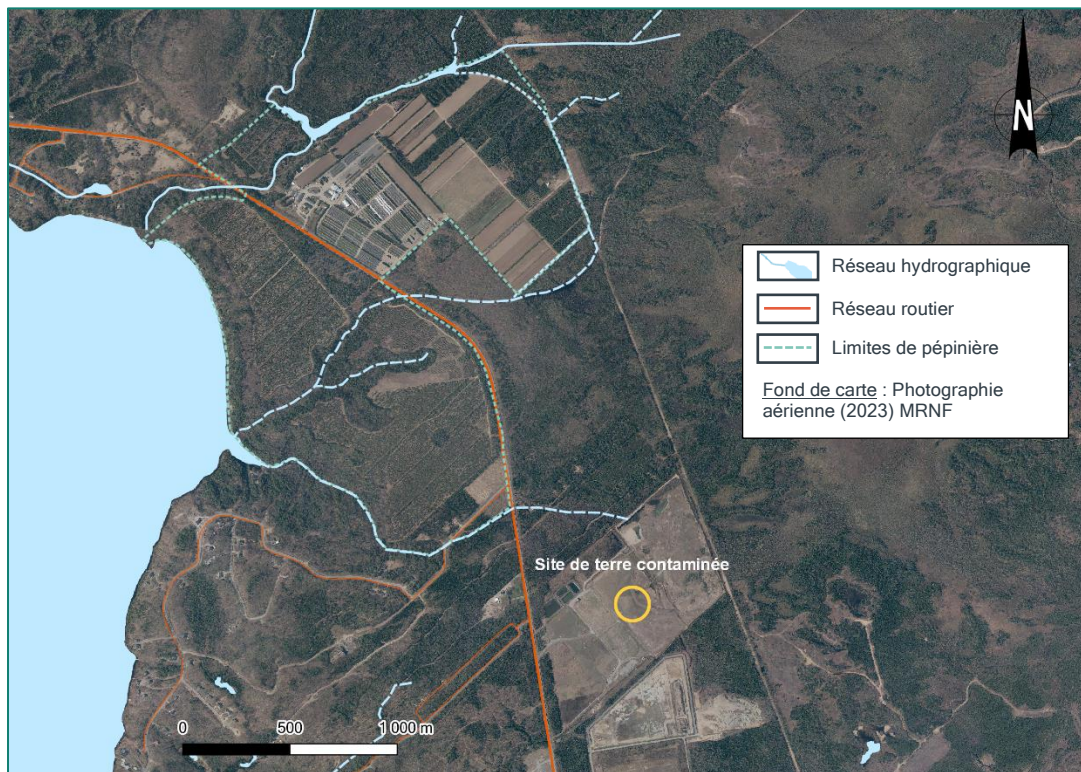 N
Réseau hydrographique
Réseau routier
Limites de pépinière
Fond de carte : Photographie
aérienne (2023) MRNF
Site de terre contaminée
0 500 1 000 m